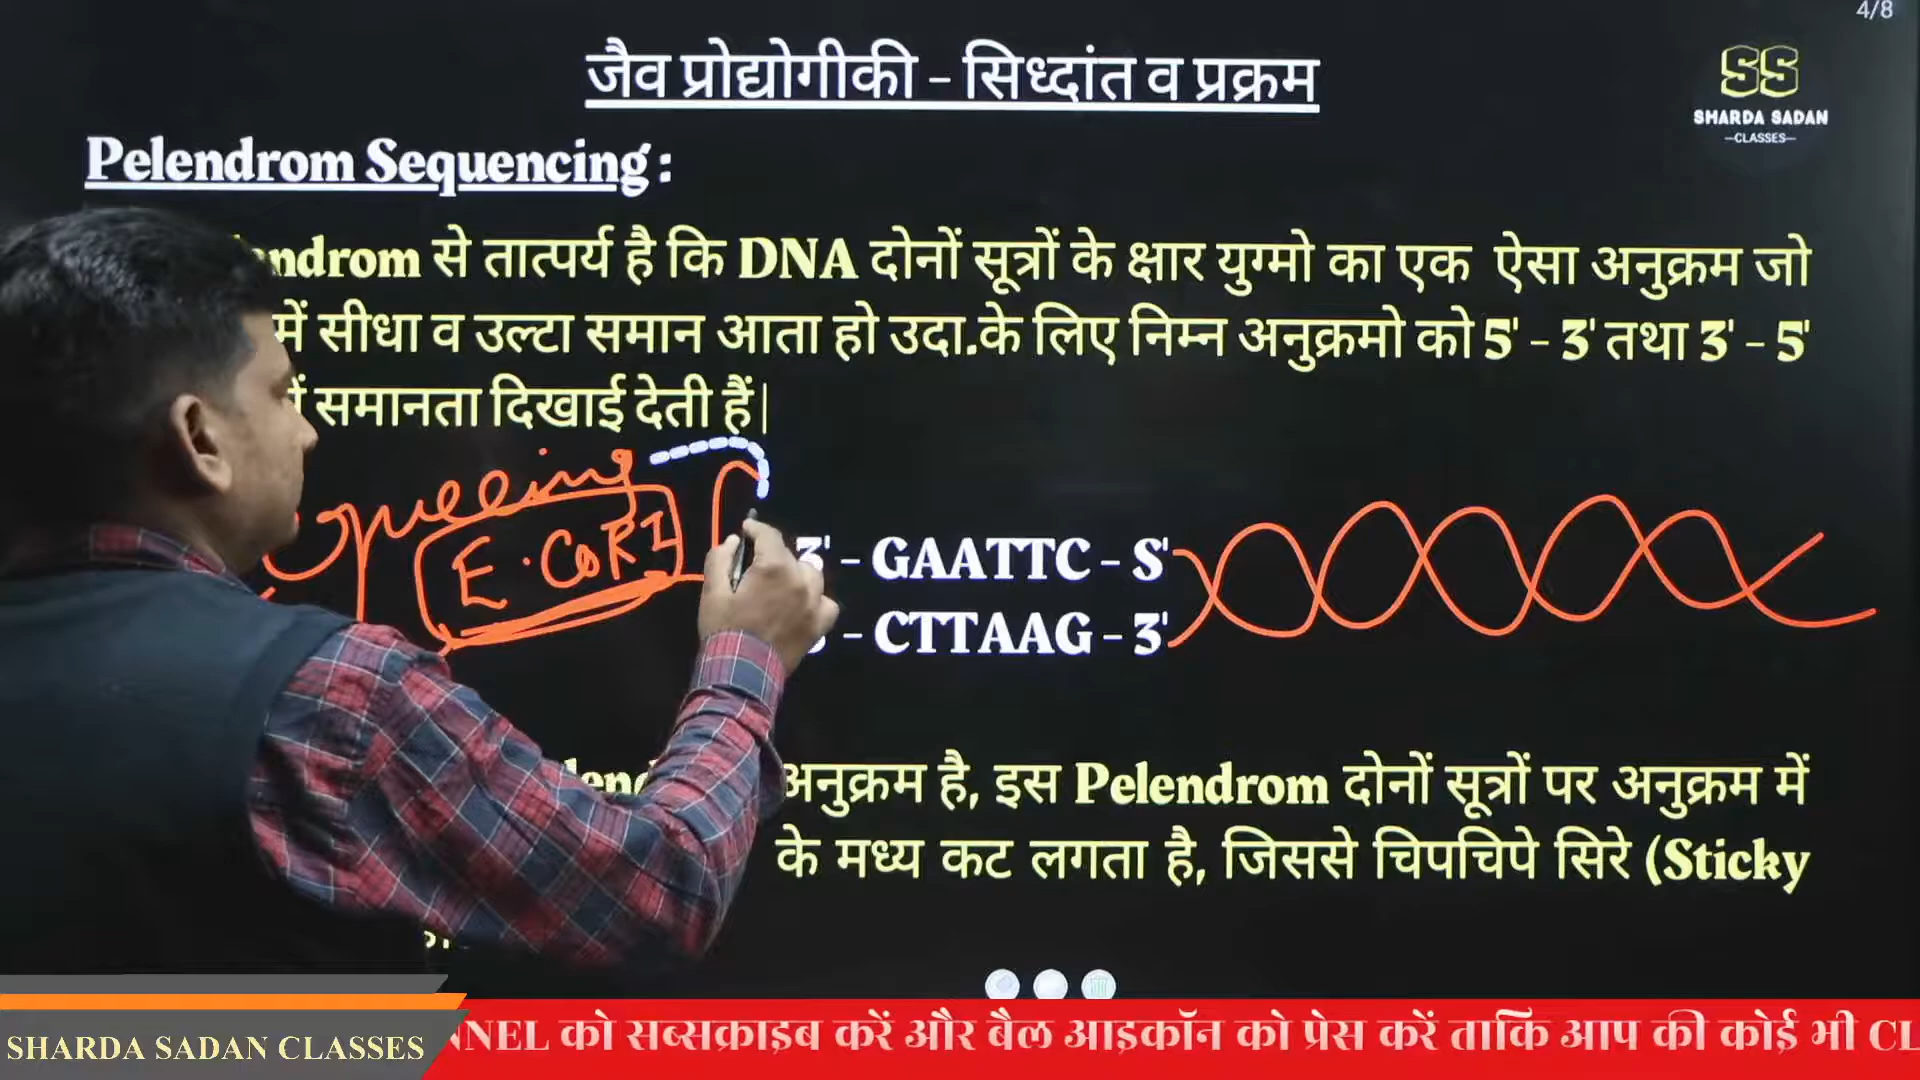 4/8
जैव प्रोद्योगीकी - सिध्दांत व प्रक्रम
SS
SHARDA SADAN
—CLASSES—
Pelendrom Sequencing :
ndrom से तात्पर्य है कि DNA दोनों सूत्रों के क्षार युग्मो का एक ऐसा अनुक्रम जो
में सीधा व उल्टा समान आता हो उदा.के लिए निम्न अनुक्रमो को 5' - 3' तथा 3' - 5'
समानता दिखाई देती हैं|
E. CoRI
3' - GAATTC - S'
- CTTAAG - 3'
lend अनुक्रम है, इस Pelendrom दोनों सूत्रों पर अनुक्रम में
के मध्य कट लगता है, जिससे चिपचिपे सिरे (Sticky
SHARDA SADAN CLASSES
NNEL को सब्सक्राइब करें और बैल आइकॉन को प्रेस करें ताकि आप की कोई भी CL